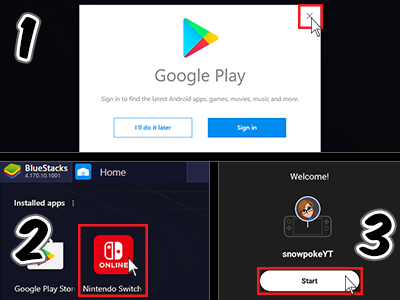 1
Google Play
Sign in to find the latest Android apps, games, movies, music and more.
I'll do it later
Sign in
2
BlueStacks
4.170.10.1001
Home
Installed apps
Google Play Stor
ONLINE
Nintendo Switch
3
Welcome!
snowpokeYT
Start